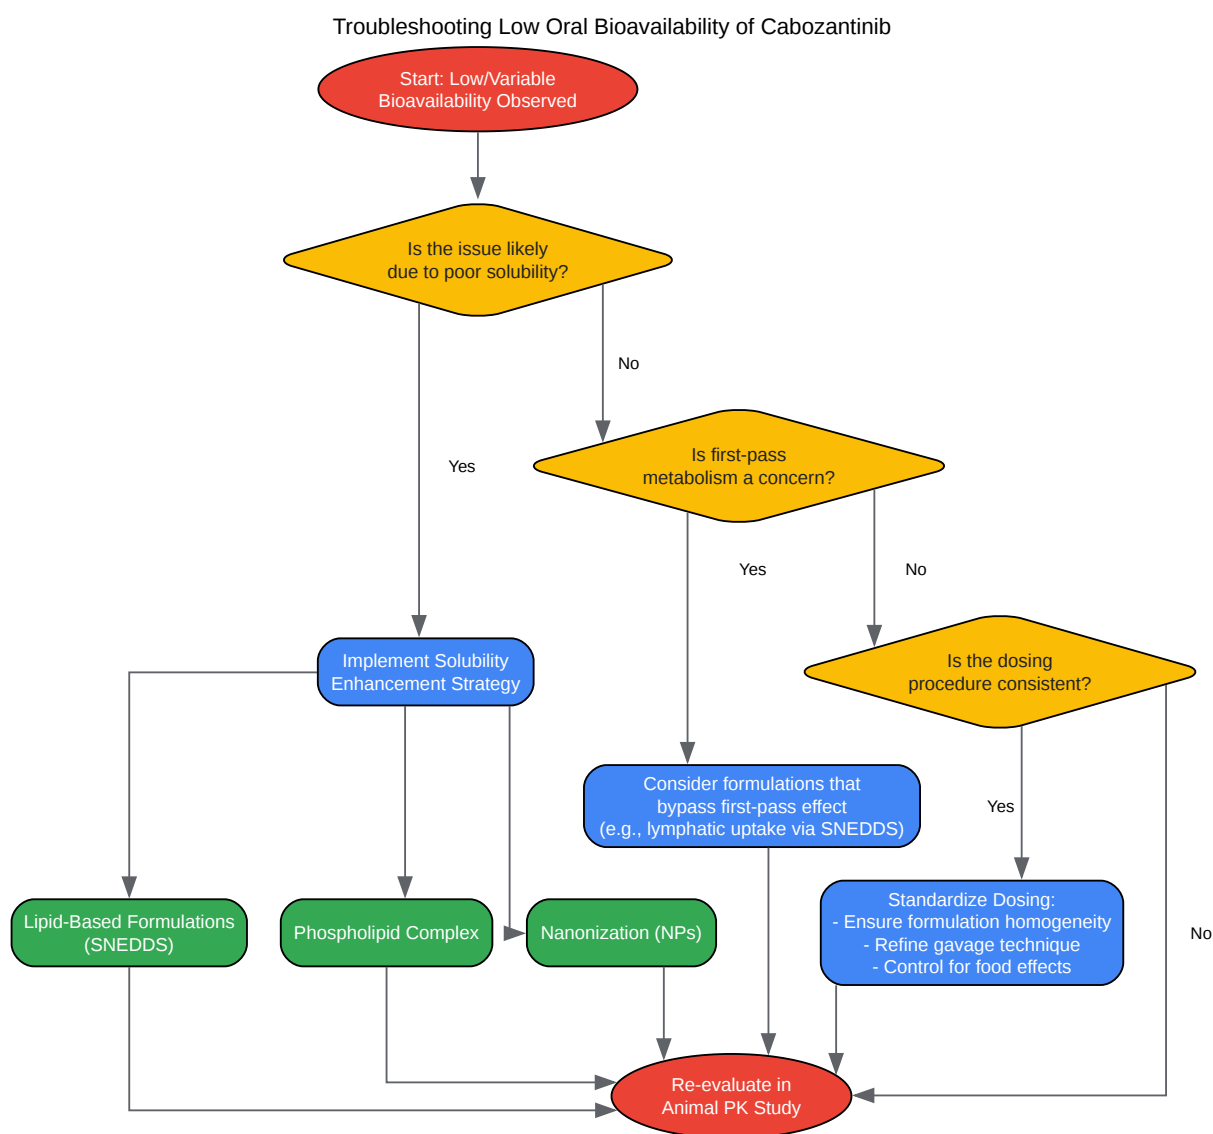 Troubleshooting Low Oral Bioavailability of Cabozantinib
Start: Low/Variable
Bioavailability Observed
Is the issue likely
due to poor solubility?
No
Yes
Is first-pass
metabolism a concern?
Yes
No
Implement Solubility
Enhancement Strategy
Is the dosing
procedure consistent?
Consider formulations that
bypass first-pass effect
(e.g., lymphatic uptake via SNEDDS)
Yes
No
Lipid-Based Formulations
(SNEDDS)
Phospholipid Complex
Nanonization (NPs)
Standardize Dosing:
- Ensure formulation homogeneity
- Refine gavage technique
- Control for food effects
Re-evaluate in
Animal PK Study